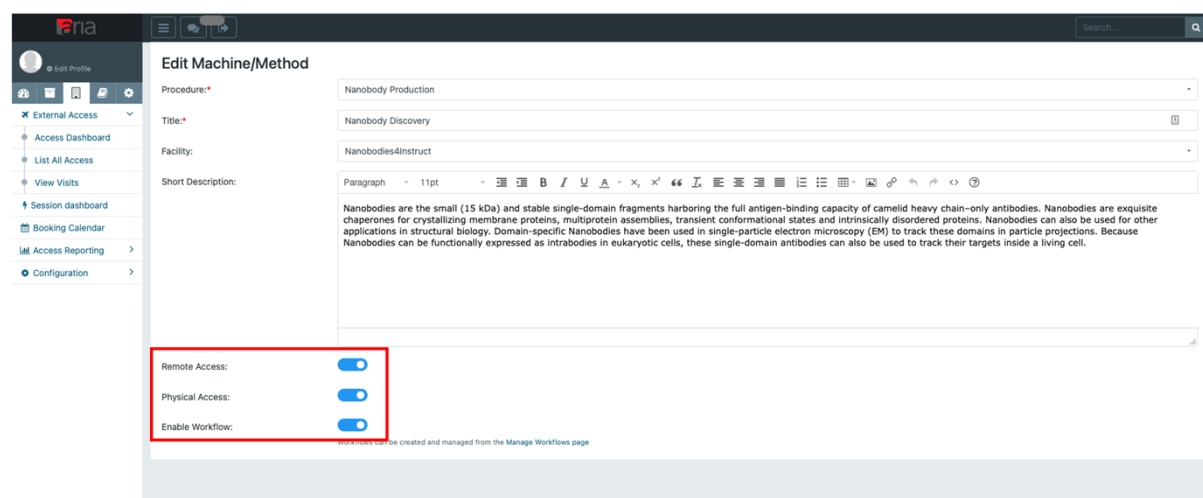 aria
Search...
Edit Profile
Edit Machine/Method
Procedure:*
Nanobody Production
External Access
Title:*
Nanobody Discovery
Access Dashboard
List All Access
Facility:
Nanobodies4Instruct
View Visits
Short Description:
Paragraph 11pt B I U A x₂ x² Ix
Session dashboard
Booking Calendar
Access Reporting
Configuration
Nanobodies are the small (15 kDa) and stable single-domain fragments harboring the full antigen-binding capacity of camelid heavy chain–only antibodies. Nanobodies are exquisite
chaperones for crystallizing membrane proteins, multiprotein assemblies, transient conformational states and intrinsically disordered proteins. Nanobodies can also be used for other
applications in structural biology. Domain-specific Nanobodies have been used in single-particle electron microscopy (EM) to track these domains in particle projections. Because
Nanobodies can be functionally expressed as intrabodies in eukaryotic cells, these single-domain antibodies can also be used to track their targets inside a living cell.
Remote Access:
Physical Access:
Enable Workflow:
Workflows can be created and managed from the Manage Workflows page